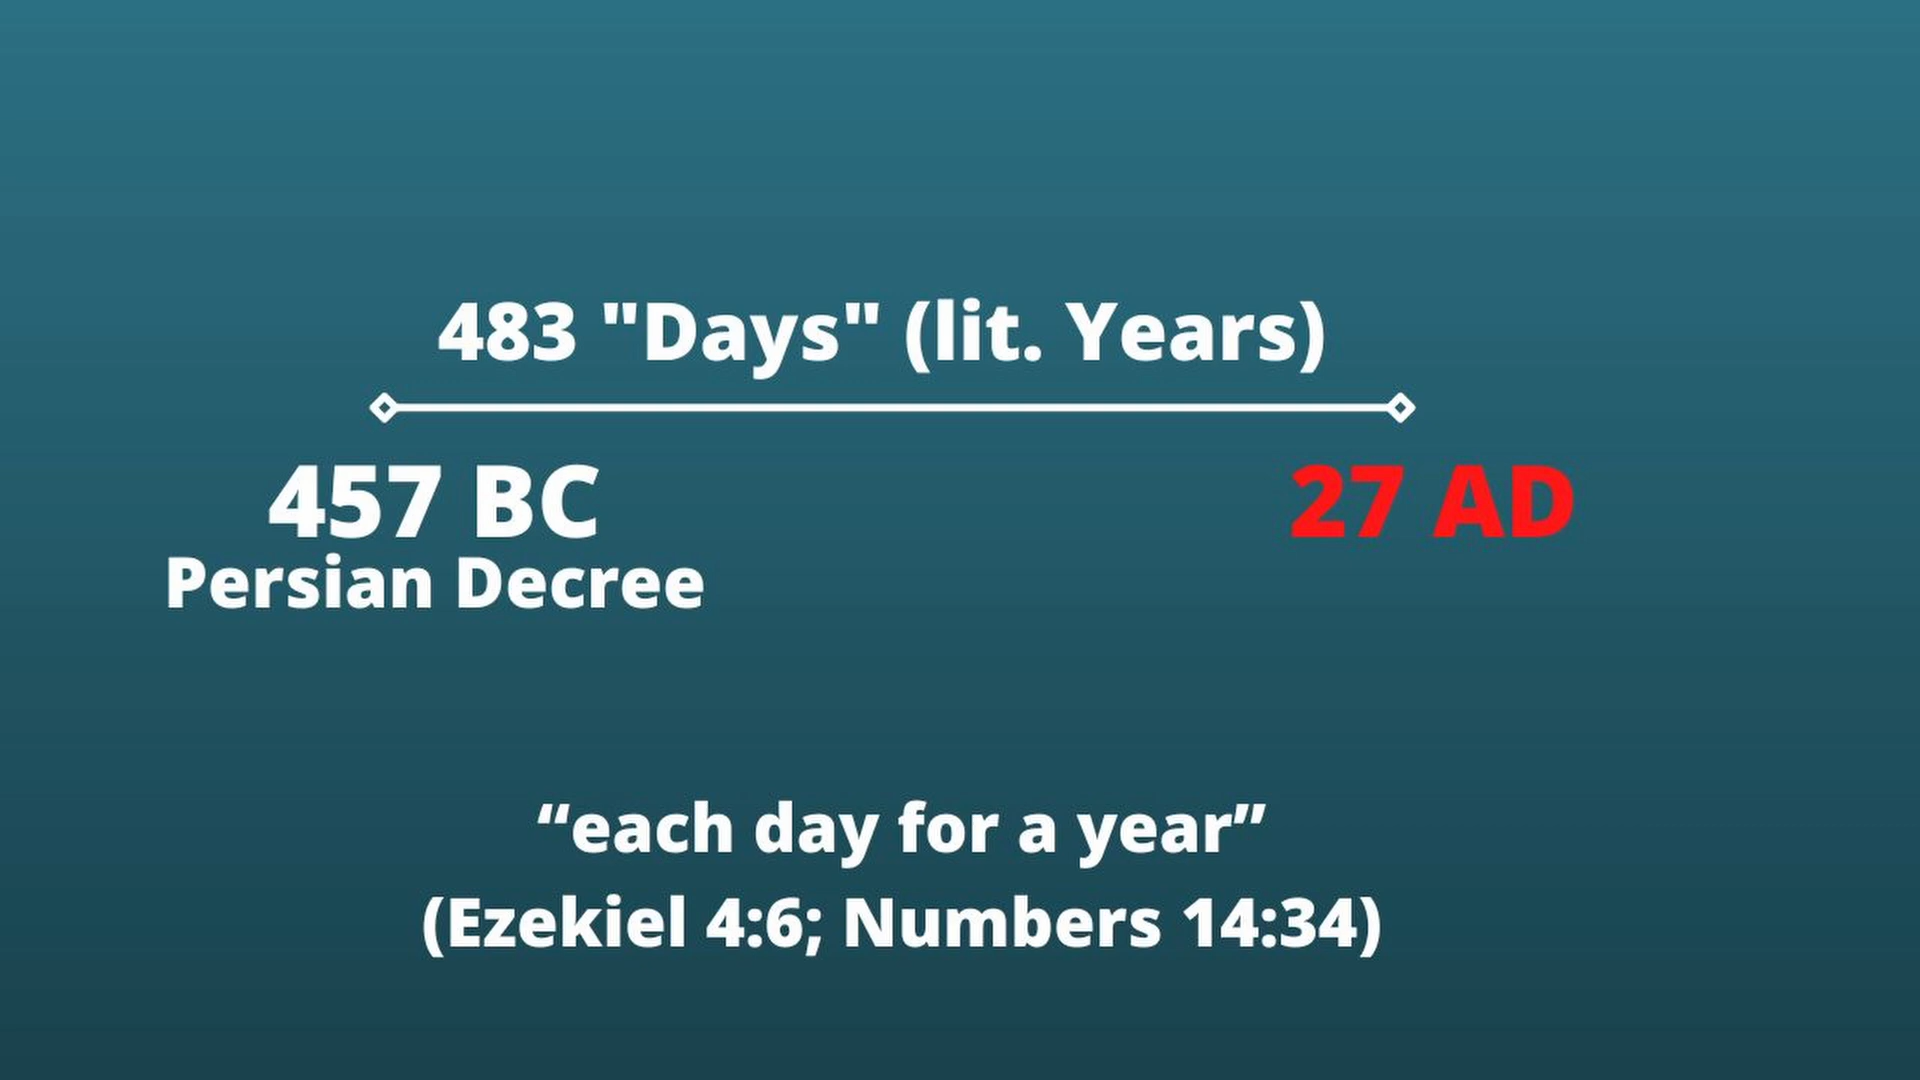 483 "Days" (lit. Years)
457 BC
27 AD
Persian Decree
“each day for a year”
(Ezekiel 4:6; Numbers 14:34)